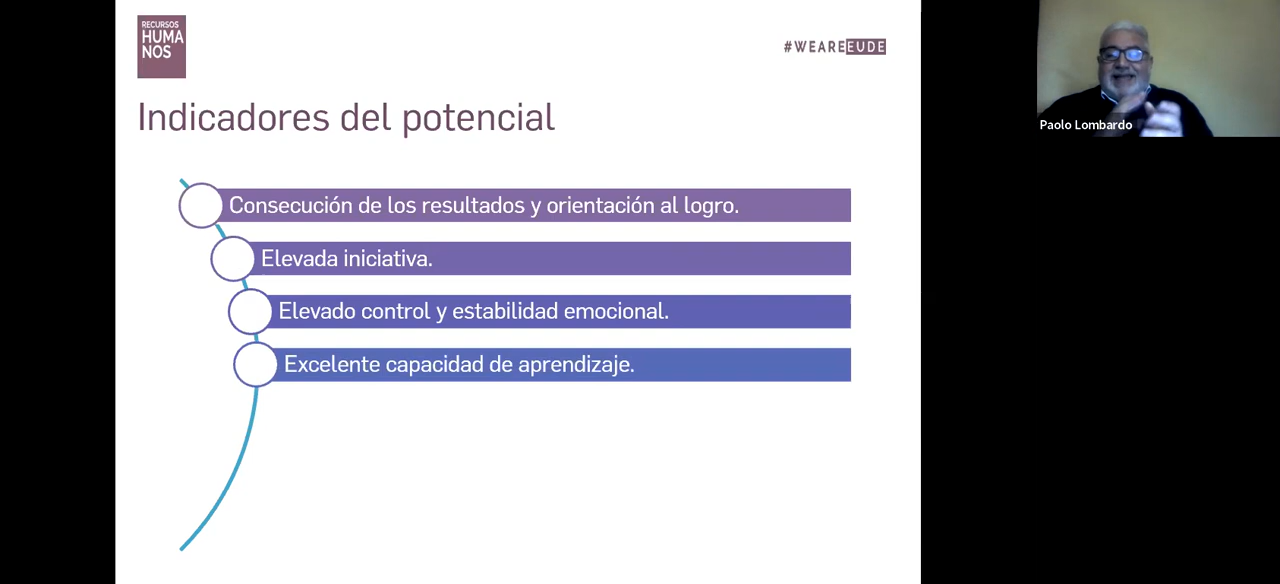 RECURSOS
HUMA
NOS
#WEAREEUDE
Paolo Lombardo
Indicadores del potencial
Consecución de los resultados y orientación al logro.
Elevada iniciativa.
Elevado control y estabilidad emocional.
Excelente capacidad de aprendizaje.